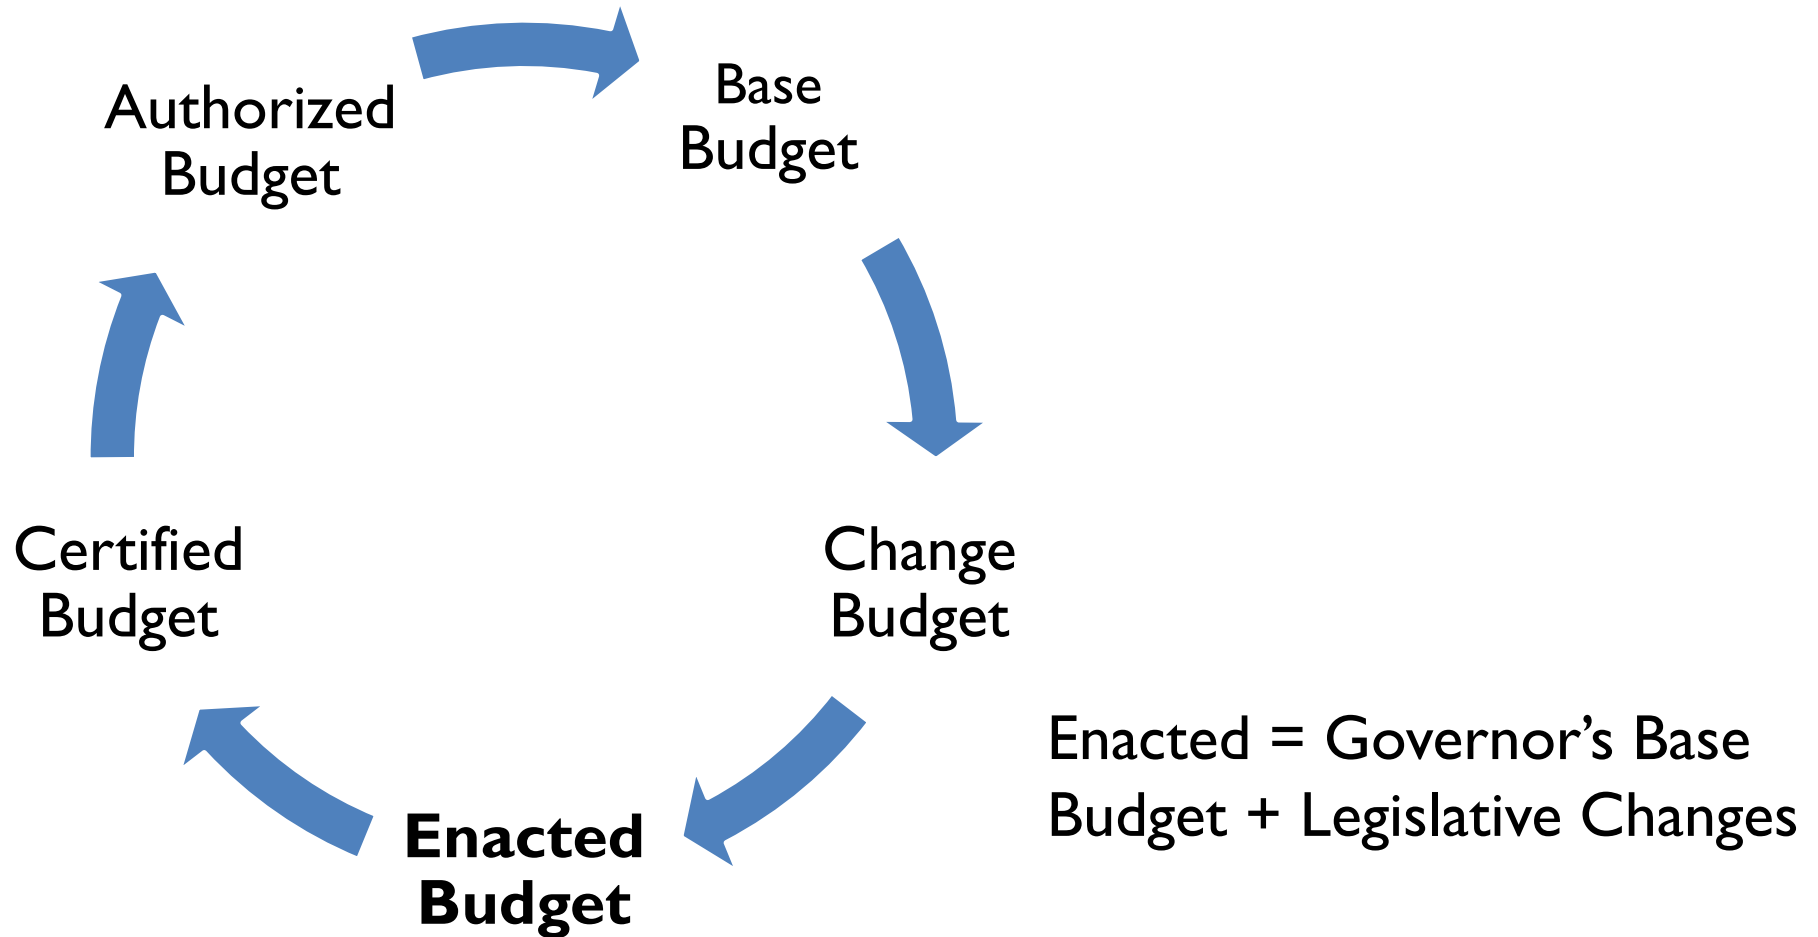 Authorized
Budget
Base
Budget
Change
Budget
Enacted
Budget
Certified
Budget
Enacted = Governor’s Base
Budget + Legislative Changes